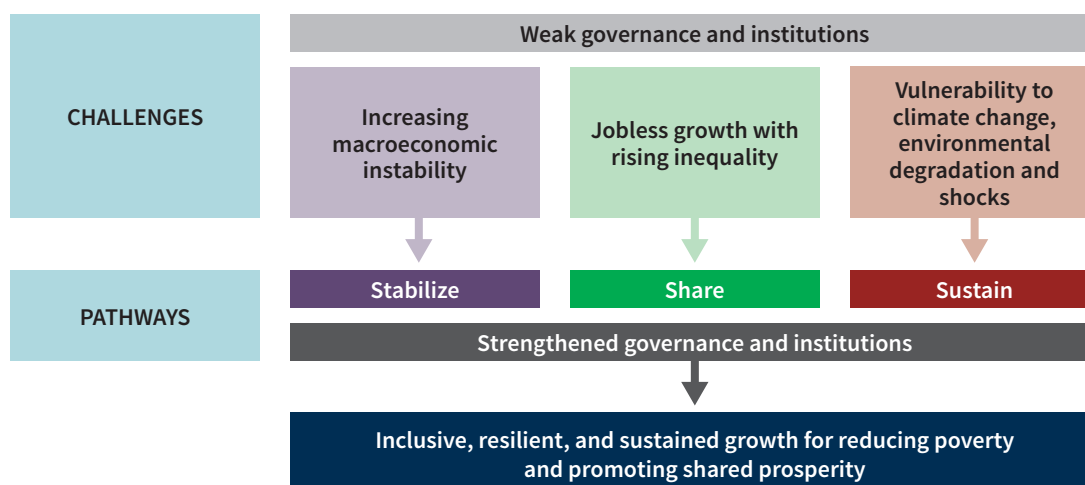 Weak governance and institutions
CHALLENGES
Increasing
macroeconomic
instability
Jobless growth with
rising inequality
Vulnerability to
climate change,
environmental
degradation and
shocks
PATHWAYS
Stabilize
Share
Sustain
Strengthened governance and institutions
Inclusive, resilient, and sustained growth for reducing poverty
and promoting shared prosperity